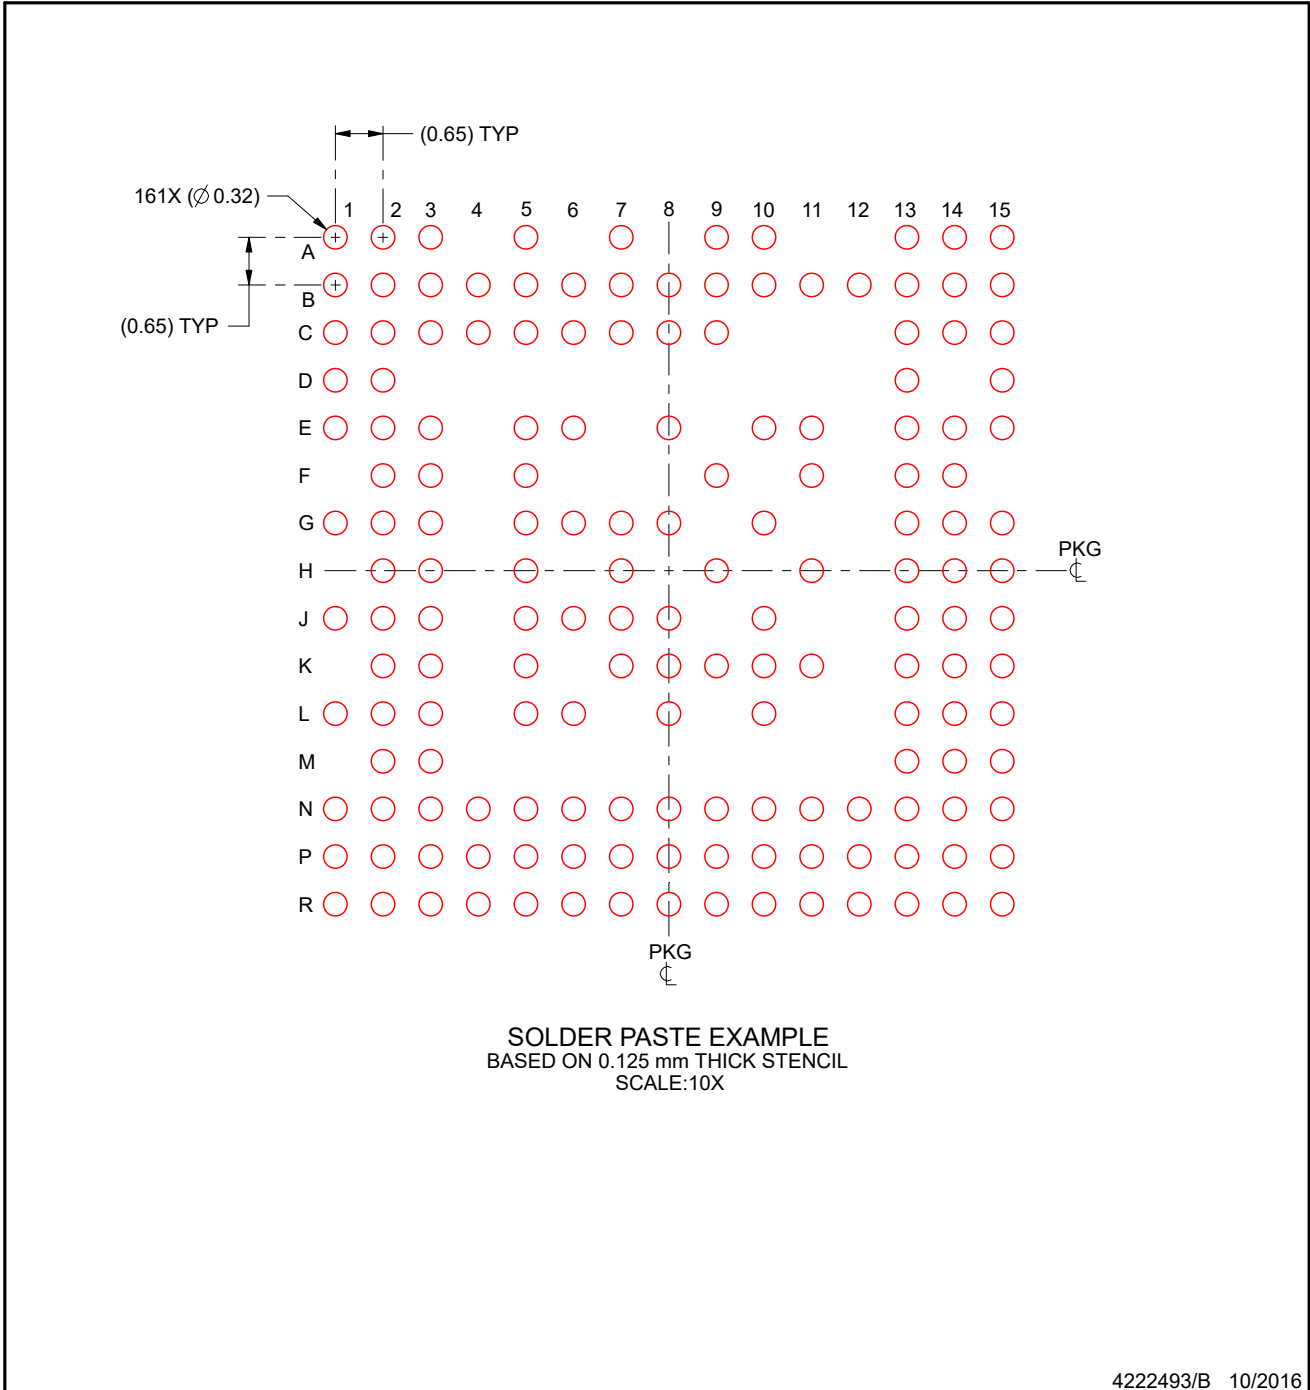 (0.65) TYP
161X (∅ 0.32)
1 2 3 4 5 6 7 8 9 10 11 12 13 14 15
A
B
(0.65) TYP
C
D
E
F
G
PKG
H
J
K
L
M
N
P
R
PKG
SOLDER PASTE EXAMPLE
BASED ON 0.125 mm THICK STENCIL
SCALE:10X
4222493/B 10/2016